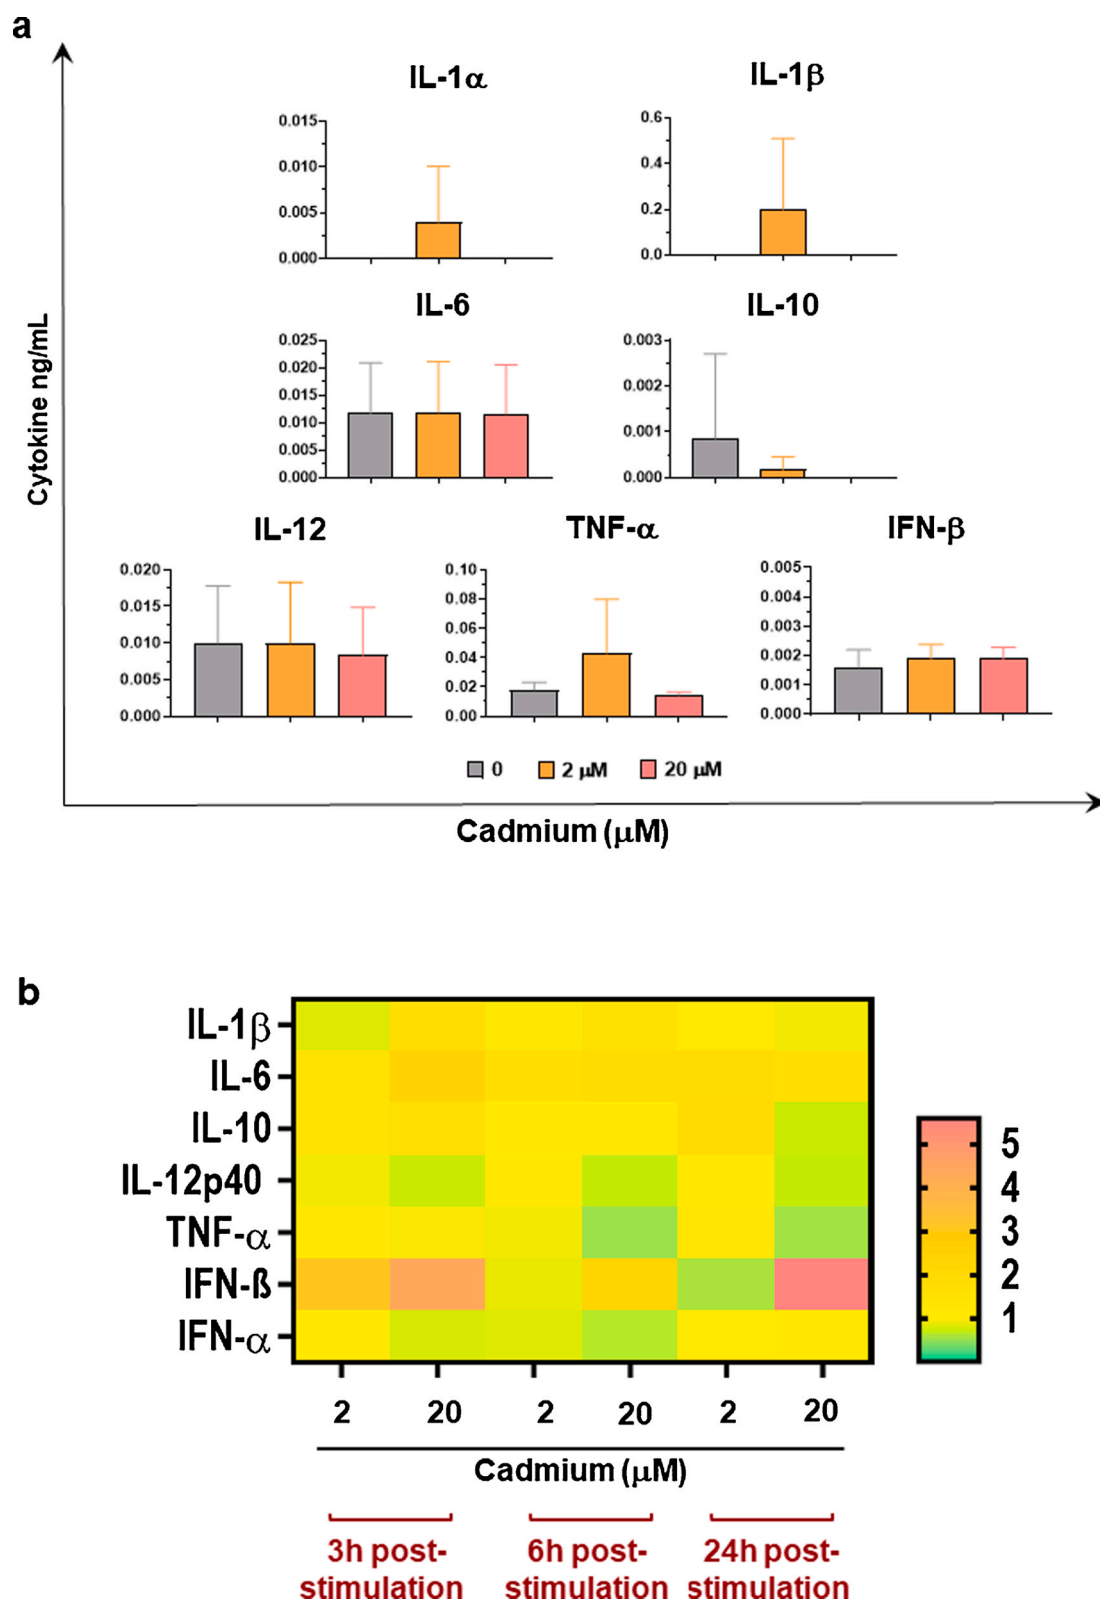 a
IL-1α
IL-1β
0.015
0.010
0.005
0.000
0.6
0.4
0.2
0.0
IL-6
IL-10
0.025
0.020
0.015
0.010
0.005
0.000
0.003
0.002
0.001
0.000
Cytokine ng/mL
IL-12
TNF-α
IFN-β
0.020
0.015
0.010
0.005
0.000
0.10
0.08
0.06
0.04
0.02
0.00
0.005
0.004
0.003
0.002
0.001
0.000
0 2 μM 20 μM
Cadmium (μM)
b
IL-1β
IL-6
IL-10
IL-12p40
TNF-α
IFN-ß
IFN-α
5
4
3
2
1
2 20 2 20 2 20
Cadmium (μM)
3h post- 6h post- 24h post-
stimulation stimulation stimulation